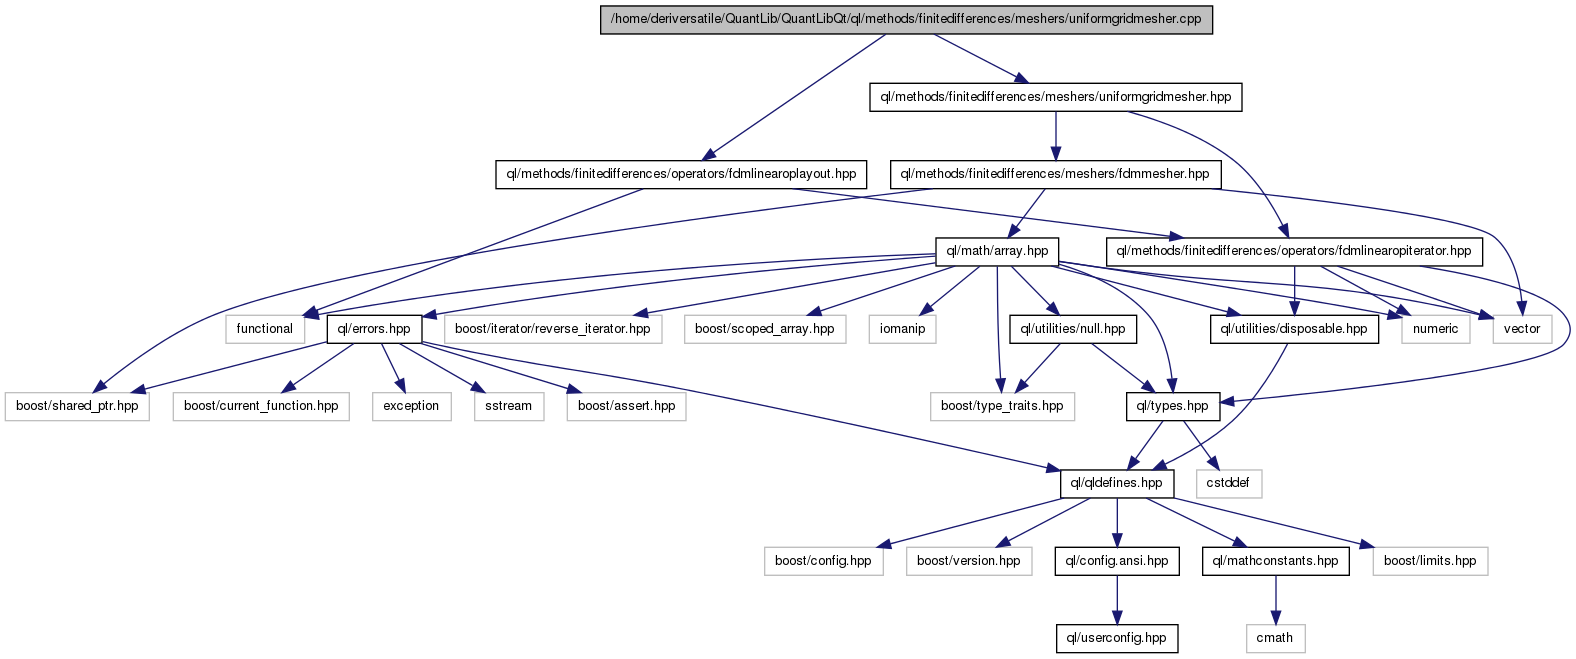 /home/deriversatile/QuantLib/QuantLibQt/ql/methods/finitedifferences/meshers/uniformgridmesher.cpp
ql/methods/finitedifferences/meshers/uniformgridmesher.hpp
ql/methods/finitedifferences/operators/fdmlinearoplayout.hpp
ql/methods/finitedifferences/meshers/fdmmesher.hpp
ql/math/array.hpp
ql/methods/finitedifferences/operators/fdmlinearopiterator.hpp
functional
ql/errors.hpp
boost/iterator/reverse_iterator.hpp
boost/scoped_array.hpp
iomanip
ql/utilities/null.hpp
ql/utilities/disposable.hpp
numeric
vector
boost/shared_ptr.hpp
boost/current_function.hpp
exception
sstream
boost/assert.hpp
boost/type_traits.hpp
ql/types.hpp
ql/qldefines.hpp
cstddef
boost/config.hpp
boost/version.hpp
ql/config.ansi.hpp
ql/mathconstants.hpp
boost/limits.hpp
ql/userconfig.hpp
cmath